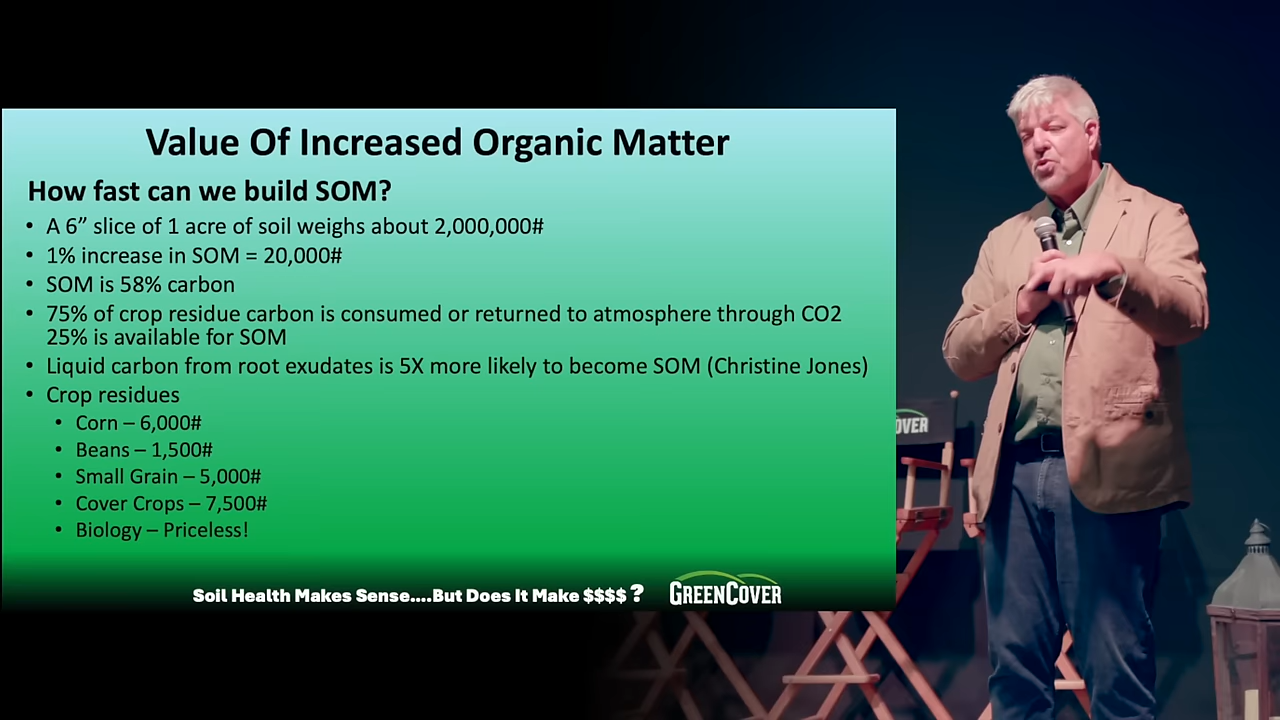 Value Of Increased Organic Matter
How fast can we build SOM?
• A 6” slice of 1 acre of soil weighs about 2,000,000#
• 1% increase in SOM = 20,000#
• SOM is 58% carbon
• 75% of crop residue carbon is consumed or returned to atmosphere through CO2
25% is available for SOM
• Liquid carbon from root exudates is 5X more likely to become SOM (Christine Jones)
• Crop residues
• Corn – 6,000#
• Beans – 1,500#
• Small Grain – 5,000#
• Cover Crops – 7,500#
• Biology – Priceless!
Soil Health Makes Sense....But Does It Make $$$$ ?
GREENCOVER
OVER